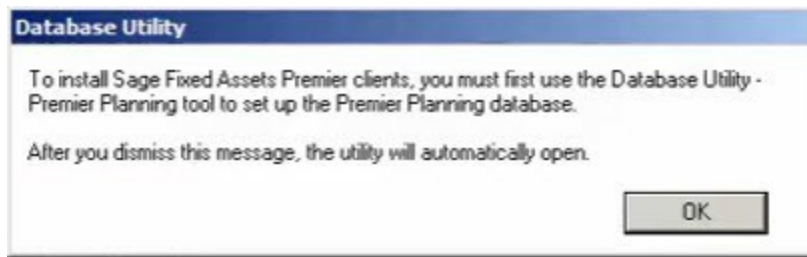 Database Utility
To install Sage Fixed Assets Premier clients, you must first use the Database Utility -
Premier Planning tool to set up the Premier Planning database.
After you dismiss this message, the utility will automatically open.
OK